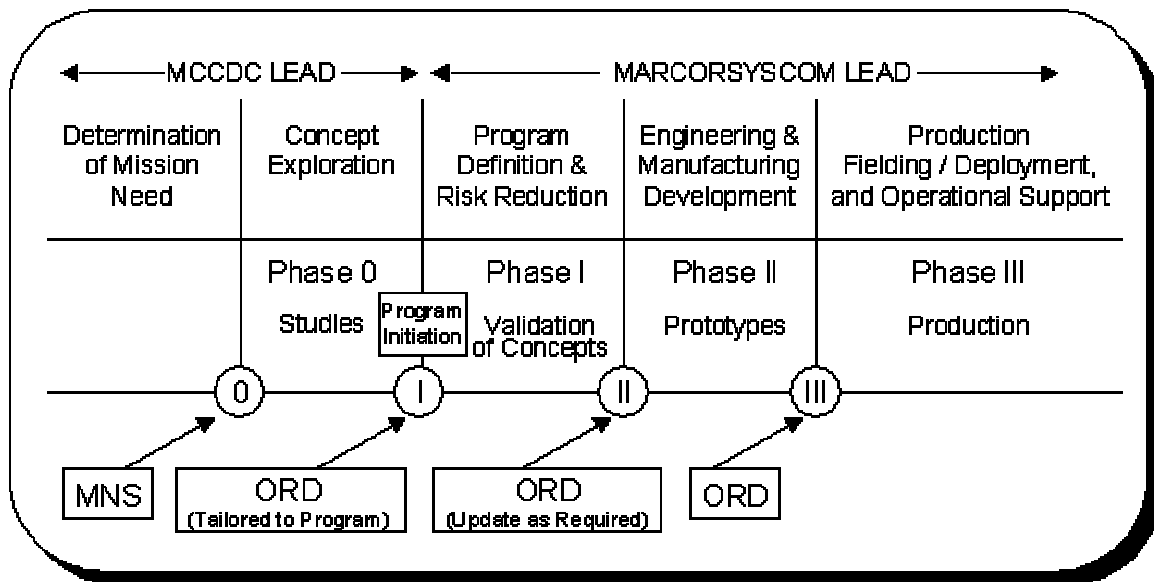 MCCDC LEAD
MARCORSYSCOM LEAD
Determination
of Mission
Need
Concept
Exploration
Program
Definition &
Risk Reduction
Engineering &
Manufacturing
Development
Production
Fielding / Deployment,
and Operational Support
Phase 0
Studies
Program
Initiation
Phase I
Validation
of Concepts
Phase II
Prototypes
Phase III
Production
0
I
II
III
MNS
ORD
(Tailored to Program)
ORD
(Update as Required)
ORD